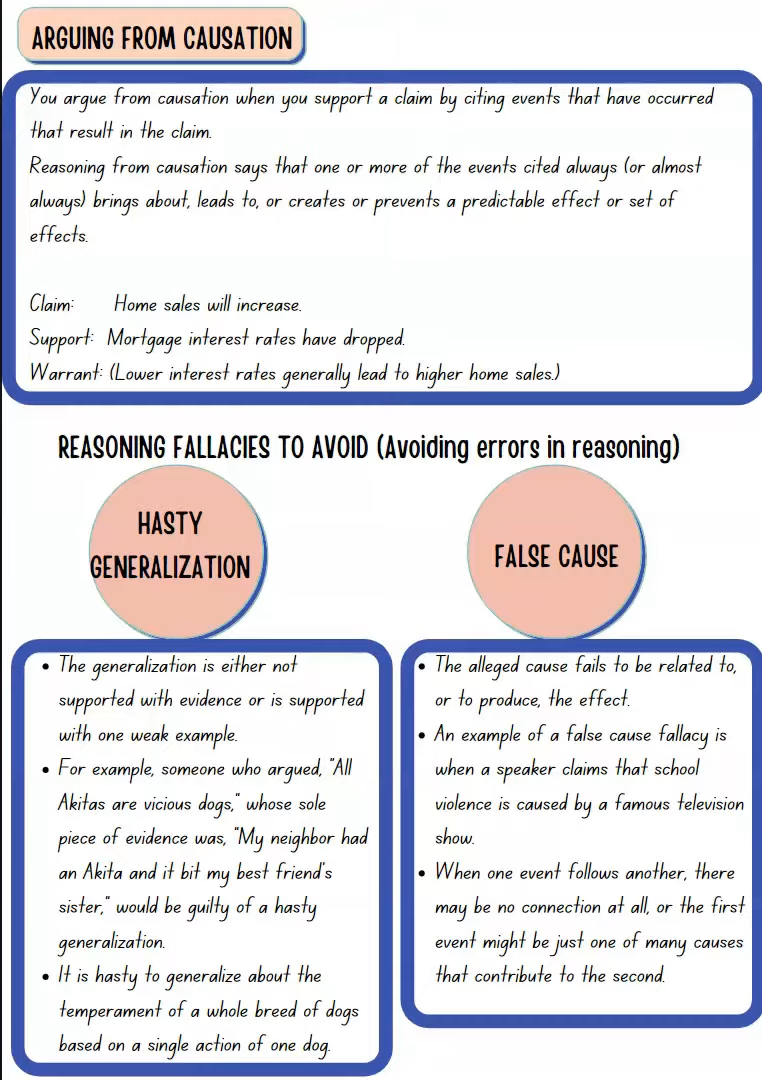 ARGUING FROM CAUSATION
You argue from causation when you support a claim by citing events that have occurred
that result in the claim.
Reasoning from causation says that one or more of the events cited always (or almost
always) brings about, leads to, or creates or prevents a predictable effect or set of
effects.
Claim: Home sales will increase.
Support: Mortgage interest rates have dropped.
Warrant: (Lower interest rates generally lead to higher home sales.)
REASONING FALLACIES TO AVOID (Avoiding errors in reasoning)
HASTY
GENERALIZATION
• The generalization is either not
supported with evidence or is supported
with one weak example.
• For example, someone who argued, "All
Akitas are vicious dogs," whose sole
piece of evidence was, "My neighbor had
an Akita and it bit my best friend's
sister," would be guilty of a hasty
generalization.
• It is hasty to generalize about the
temperament of a whole breed of dogs
based on a single action of one dog.
FALSE CAUSE
• The alleged cause fails to be related to,
or to produce, the effect.
• An example of a false cause fallacy is
when a speaker claims that school
violence is caused by a famous television
show.
• When one event follows another, there
may be no connection at all, or the first
event might be just one of many causes
that contribute to the second.